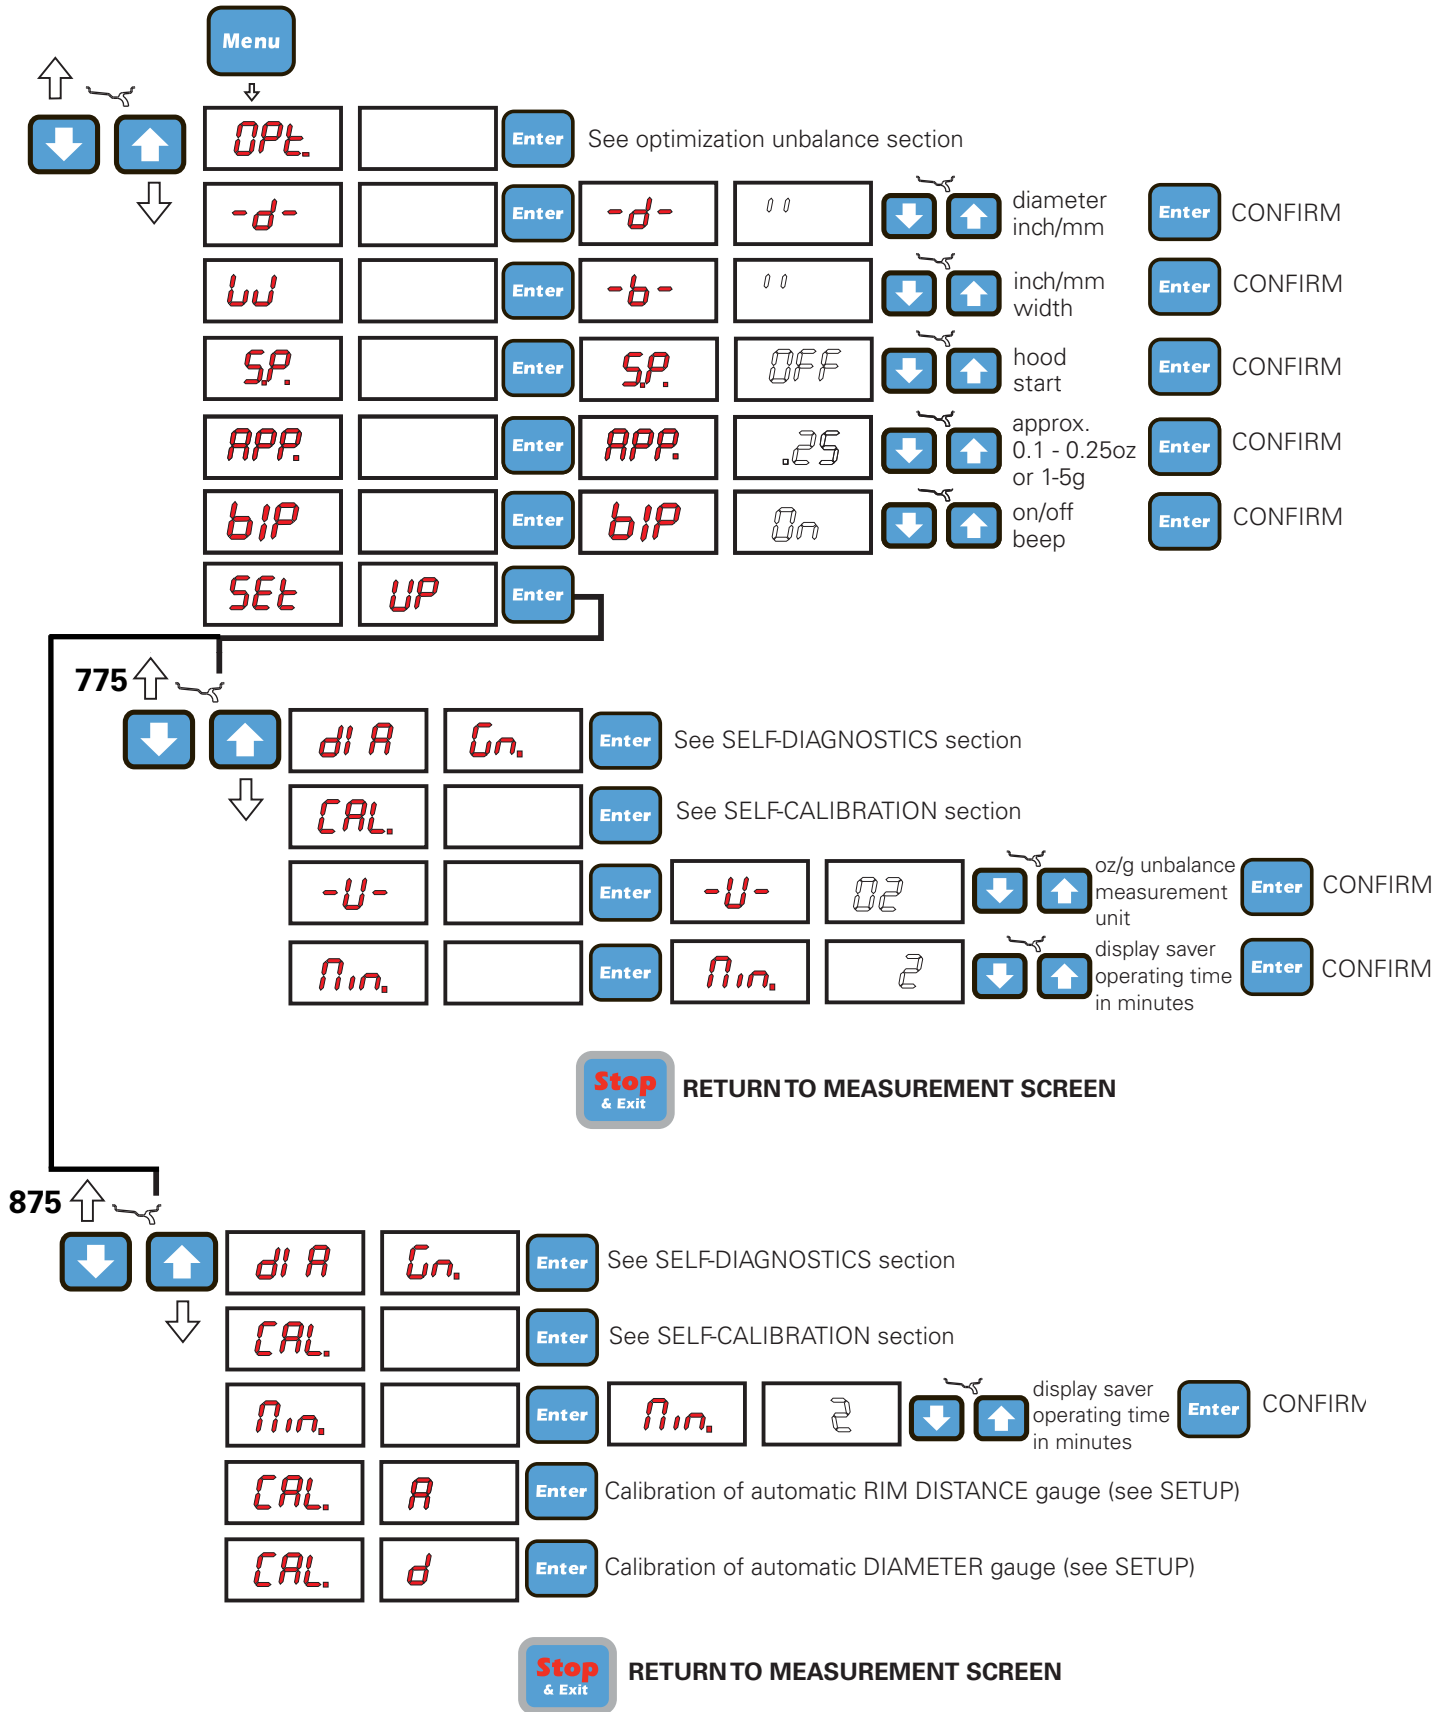 Menu
OPt. Enter See optimization unbalance section
-d- Enter -d- '' diameter inch/mm Enter CONFIRM
W Enter -b- '' inch/mm width Enter CONFIRM
S.P. Enter S.P. OFF hood start Enter CONFIRM
APP. Enter APP. .25 approx. 0.1 - 0.25oz or 1-5g Enter CONFIRM
bIP Enter bIP On on/off beep Enter CONFIRM
SEt UP Enter
775
dI A Gn. Enter See SELF-DIAGNOSTICS section
CAL. Enter See SELF-CALIBRATION section
-U- Enter -U- 02 oz/g unbalance measurement unit Enter CONFIRM
Min. Enter Min. 2 display saver operating time in minutes Enter CONFIRM
Stop & Exit RETURN TO MEASUREMENT SCREEN
875
dI A Gn. Enter See SELF-DIAGNOSTICS section
CAL. Enter See SELF-CALIBRATION section
Min. Enter Min. 2 display saver operating time in minutes Enter CONFIRM
CAL. A Enter Calibration of automatic RIM DISTANCE gauge (see SETUP)
CAL. d Enter Calibration of automatic DIAMETER gauge (see SETUP)
Stop & Exit RETURN TO MEASUREMENT SCREEN